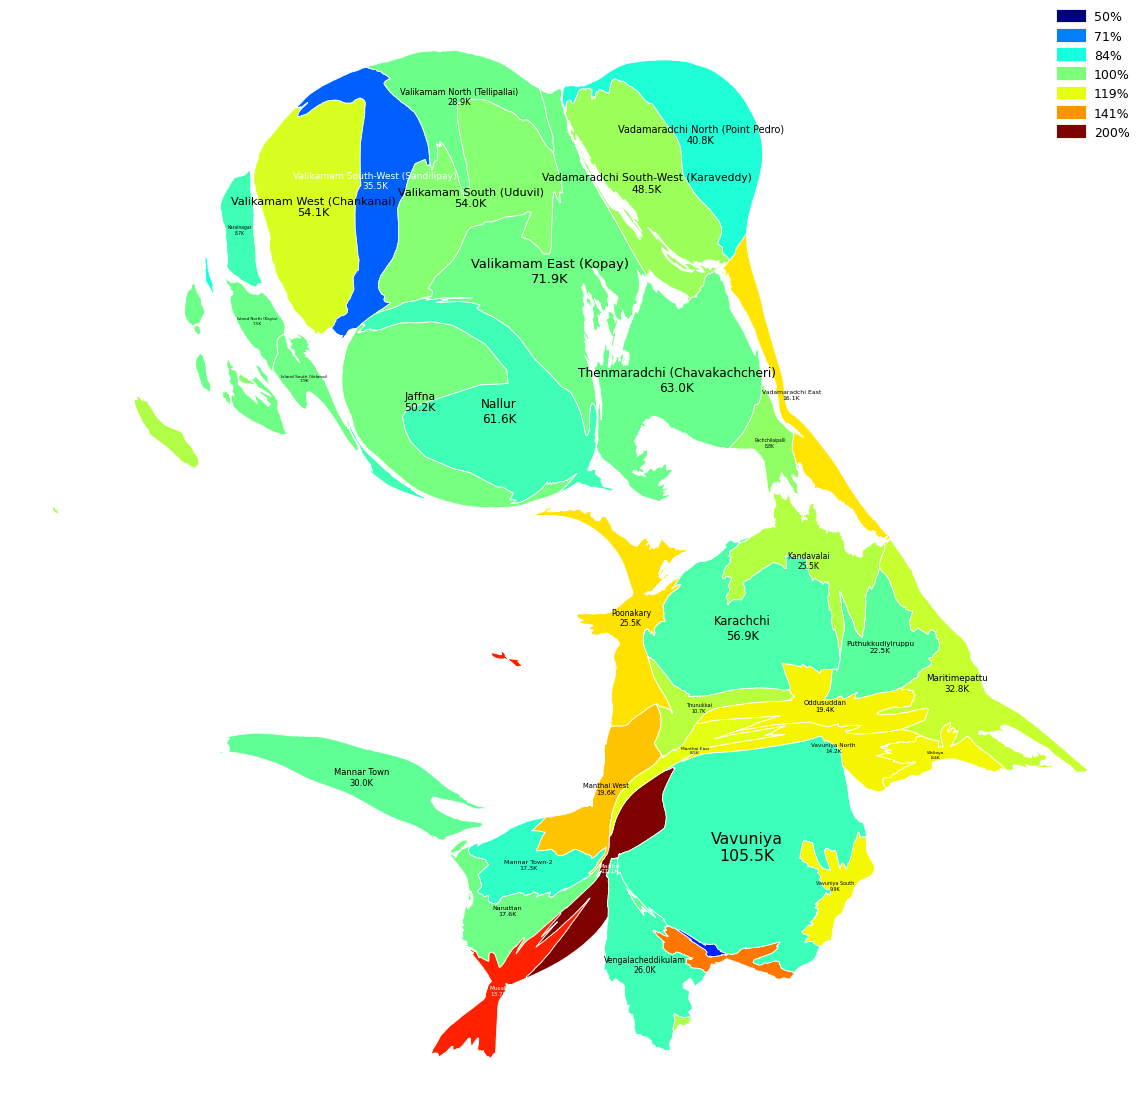 50%
71%
84%
100%
119%
141%
200%
Valikamam North (Tellipallai)
28.9K
Vadamaradchi North (Point Pedro)
40.8K
Valikamam South-West (Sandilipay)
35.5K
Vadamaradchi South-West (Karaveddy)
48.5K
Valikamam South (Uduvil)
54.0K
Valikamam West (Chankanai)
54.1K
Karainagar
8.7K
Valikamam East (Kopay)
71.9K
Island North (Kayts)
7.5K
Island South (Velanai)
7.9K
Thenmaradchi (Chavakachcheri)
63.0K
Jaffna
50.2K
Nallur
61.6K
Vadamaradchi East
16.1K
Pachchilaipalli
8.8K
Kandavalai
25.5K
Poonakary
25.5K
Karachchi
56.9K
Puthukkudiyiruppu
22.5K
Maritimepattu
32.8K
Thunukkai
10.7K
Oddusuddan
19.4K
Manthai East
8.5K
Vavuniya North
14.2K
Welioya
8.4K
Mannar Town
30.0K
Manthai West
19.6K
Vavuniya
105.5K
Mannar Town-2
17.3K
Vavuniya South
9.9K
Nanattan
17.6K
Vengalacheddikulam
26.0K